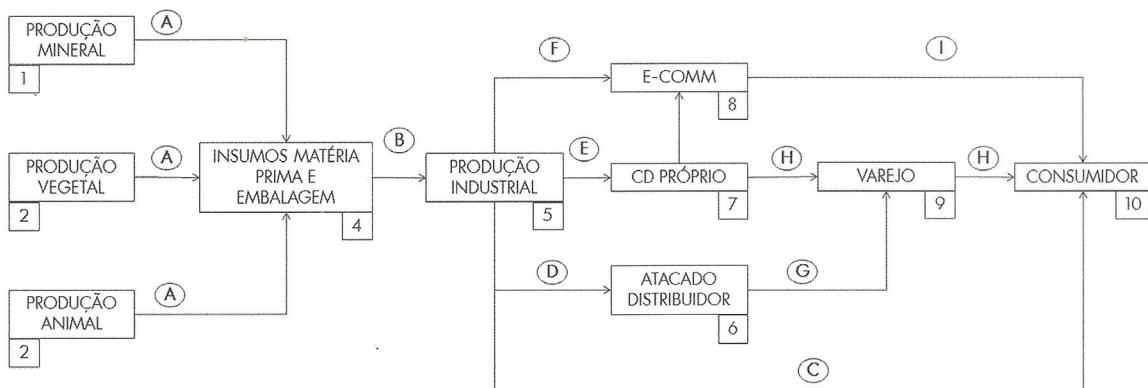 PRODUÇÃO
MINERAL
1
A
PRODUÇÃO
VEGETAL
2
A
PRODUÇÃO
ANIMAL
2
A
INSUMOS MATÉRIA
PRIMA E
EMBALAGEM
4
B
PRODUÇÃO
INDUSTRIAL
5
F
E-COMM
8
I
E
CD PRÓPRIO
7
H
VAREJO
9
H
CONSUMIDOR
10
D
ATACADO
DISTRIBUIDOR
6
G
C